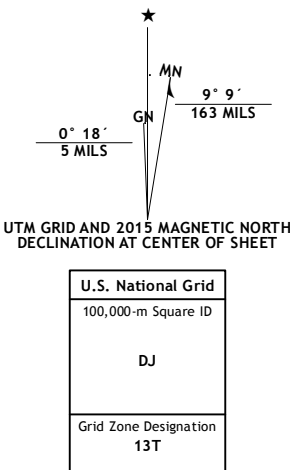 MN
9° 9´
163 MILS
GN
0° 18´
5 MILS
UTM GRID AND 2015 MAGNETIC NORTH
DECLINATION AT CENTER OF SHEET
U.S. National Grid
100,000-m Square ID
DJ
Grid Zone Designation
13T